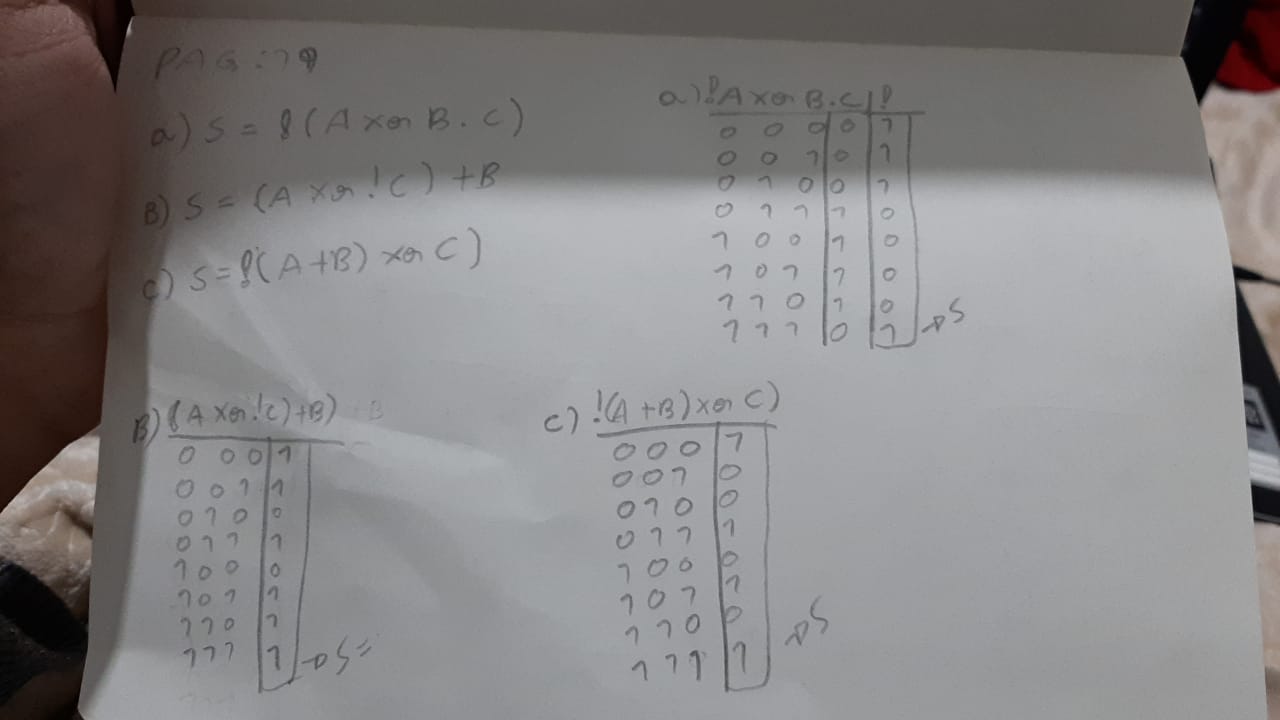 PAG: 19
a) S = !(A xor B . C)
B) S = (A xor !C) + B
C) S = !(A+B) xor C)
a) !A xor B.C | !
0 0 0 0 1
0 0 1 0 1
0 1 0 0 1
0 1 1 1 0
1 0 0 1 0
1 0 1 1 0
1 1 0 1 0
1 1 1 0 1 → S
B) (A xor !C) + B)
0 0 0 1
0 0 1 1
0 1 0 0
0 1 1 1
1 0 0 0
1 0 1 1
1 1 0 1
1 1 1 1 → S =
C) !(A + B) xor C)
0 0 0 1
0 0 1 0
0 1 0 0
0 1 1 1
1 0 0 0
1 0 1 1
1 1 0 0
1 1 1 1 → S